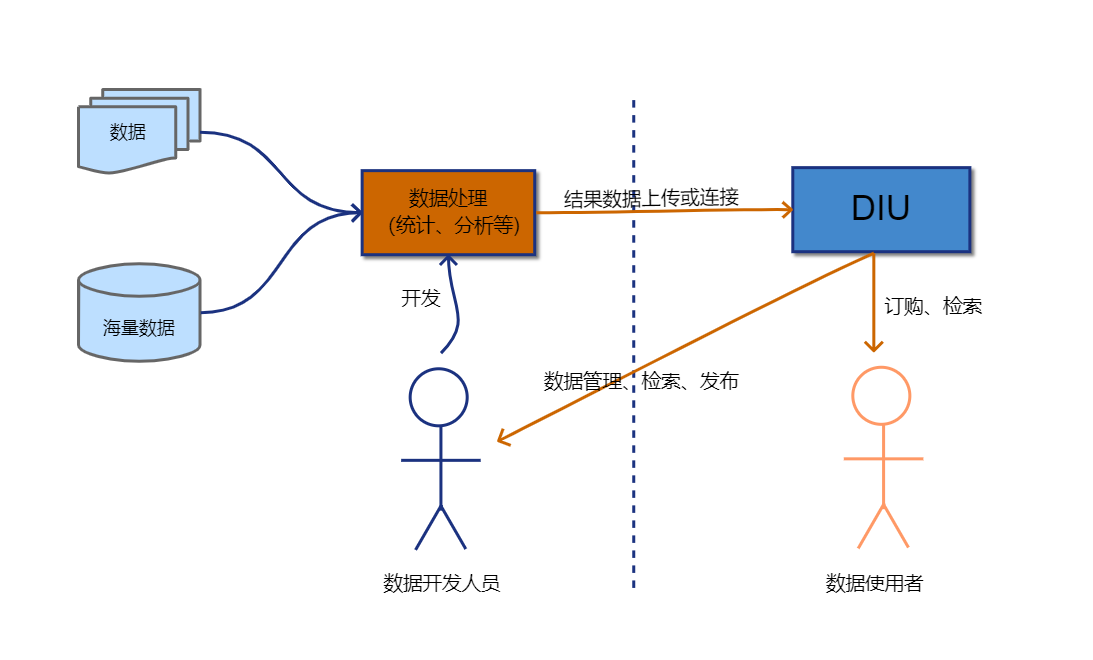 数据
数据处理
(统计、分析等)
结果数据上传或连接
DIU
海量数据
开发
订购、检索
数据管理、检索、发布
数据开发人员
数据使用者